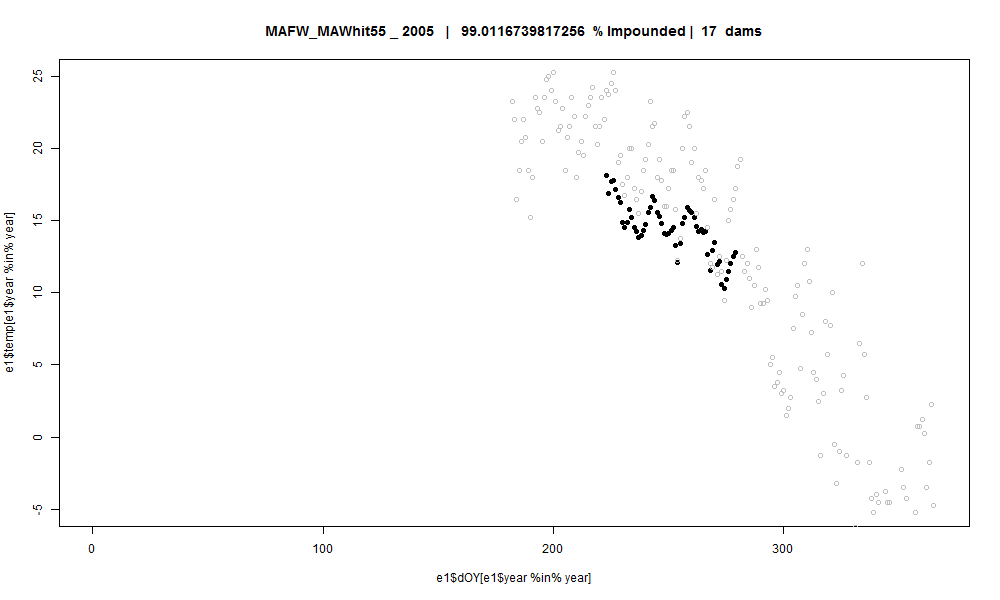 MAFW_MAWhit55 _ 2005 | 99.0116739817256 % Impounded | 17 dams
25
20
15
10
5
0
-5
e1$temp[e1$year %in% year]
0 100 200 300
e1$dOY[e1$year %in% year]